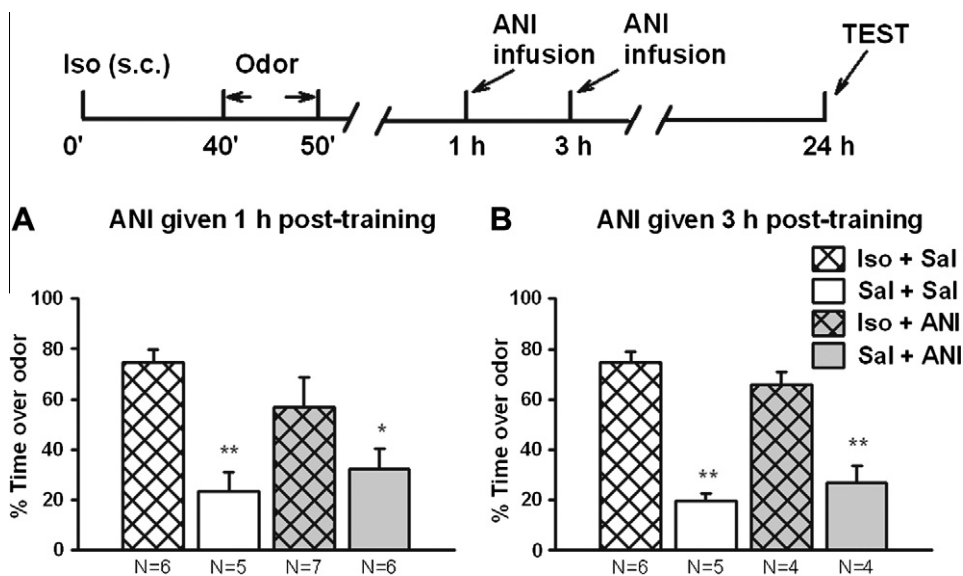 Iso (s.c.)
Odor
ANI
infusion
ANI
infusion
TEST
0'
40'
50'
1 h
3 h
24 h
A
ANI given 1 h post-training
% Time over odor
100
80
60
40
20
0
**
*
N=6
N=5
N=7
N=6
B
ANI given 3 h post-training
Iso + Sal
Sal + Sal
Iso + ANI
Sal + ANI
% Time over odor
100
80
60
40
20
0
**
**
N=6
N=5
N=4
N=4